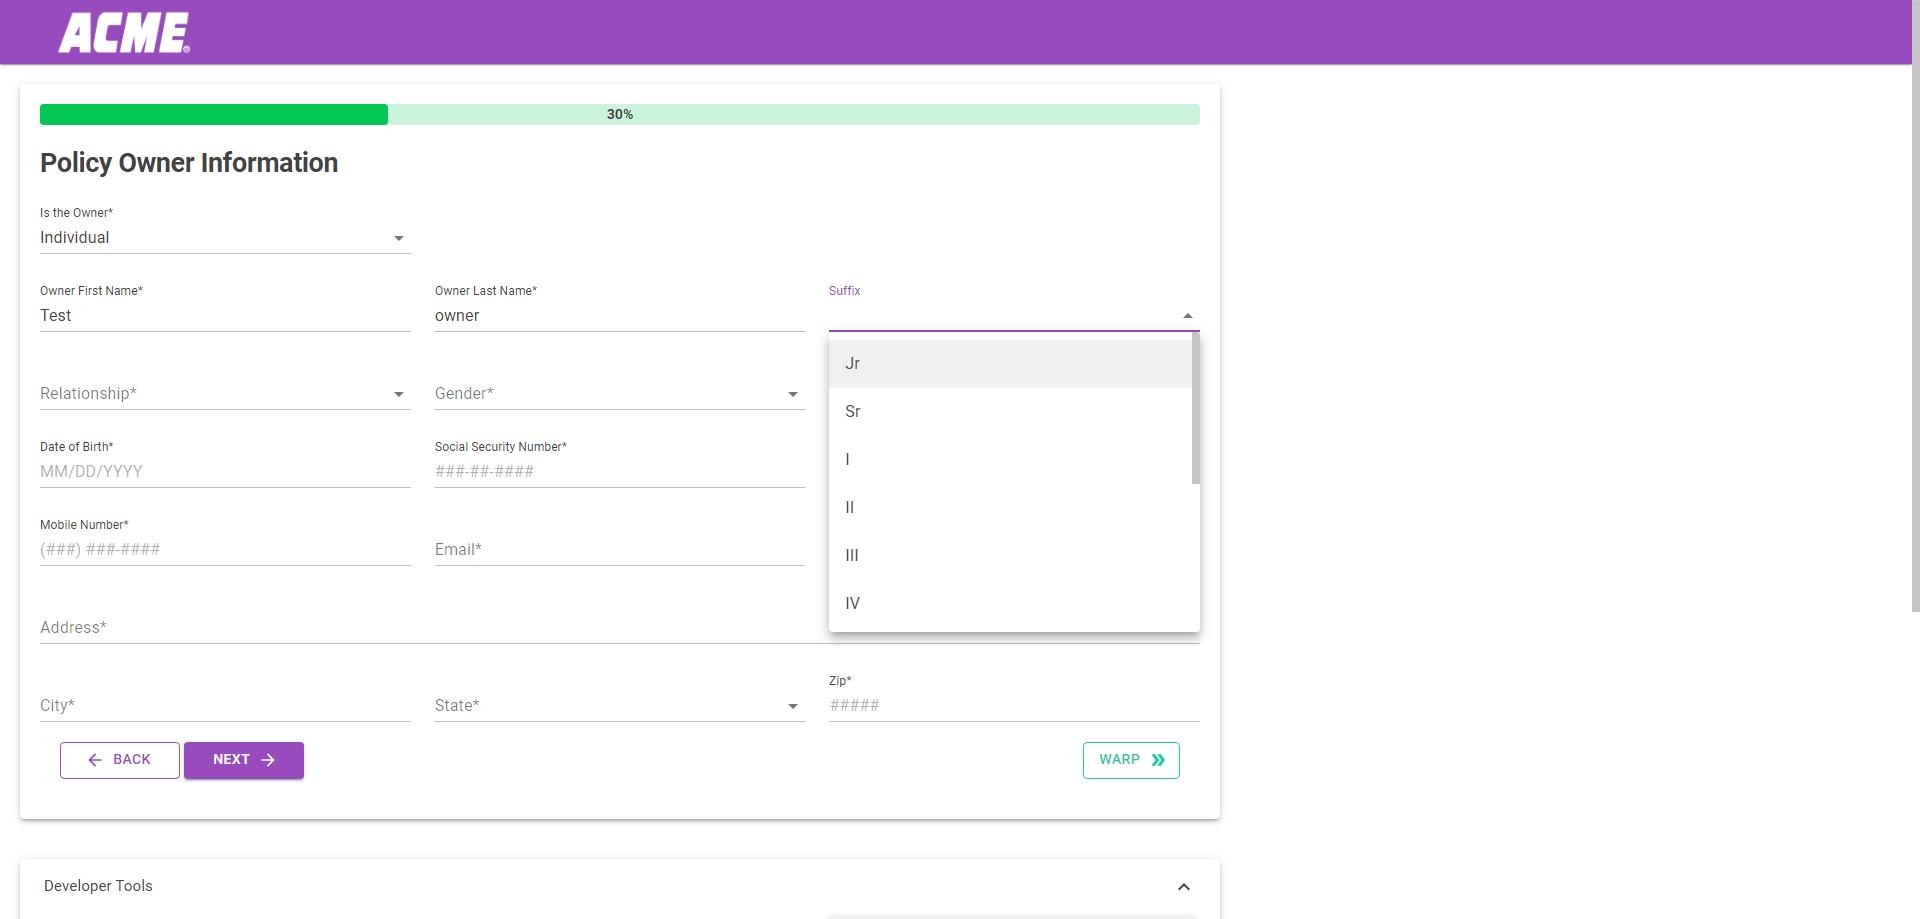 ACME®
30%
Policy Owner Information
Is the Owner*
Individual
Owner First Name*
Owner Last Name*
Suffix
Test
owner
Jr
Relationship*
Gender*
Sr
Date of Birth*
Social Security Number*
I
MM/DD/YYYY
###-##-####
II
Mobile Number*
(###) ###-####
Email*
III
IV
Address*
Zip*
City*
State*
#####
BACK
NEXT
WARP
Developer Tools